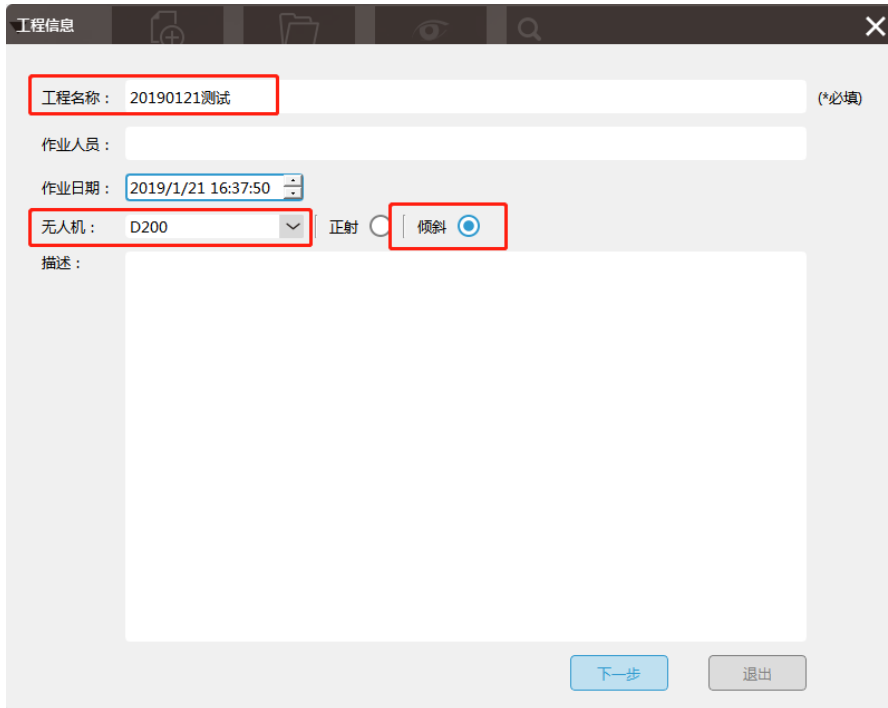 工程信息
工程名称： 20190121测试 (*必填)
作业人员：
作业日期： 2019/1/21 16:37:50
无人机： D200 正射 倾斜
描述：
下一步 退出